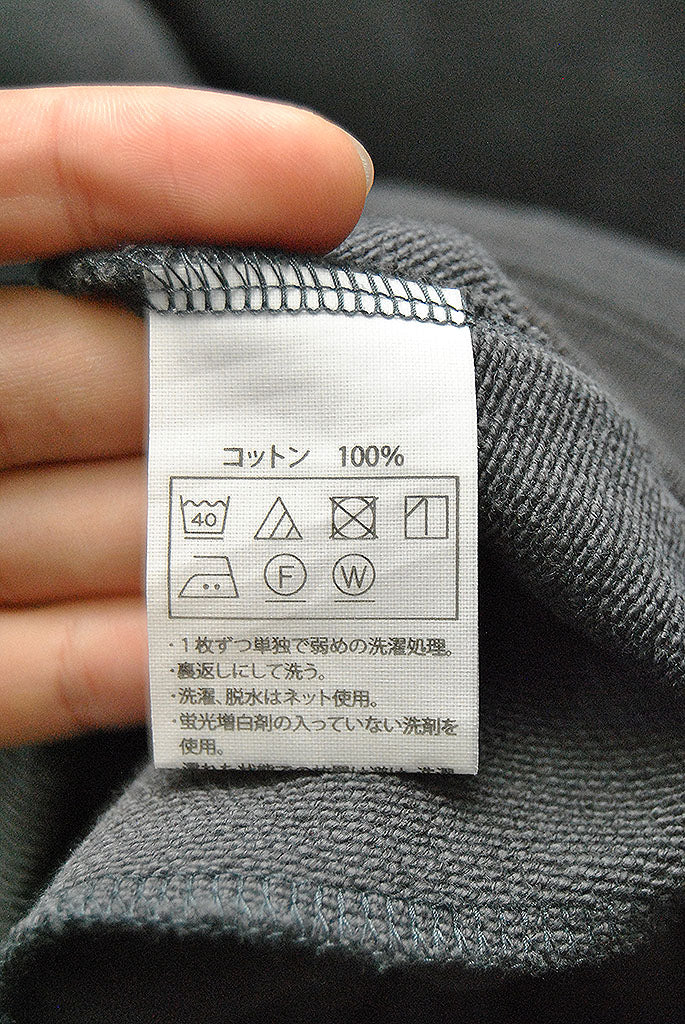 コットン 100%
40
F W
・1枚ずつ単独で弱めの洗濯処理。
・裏返しにして洗う。
・洗濯、脱水はネット使用。
・蛍光増白剤の入っていない洗剤を
使用。